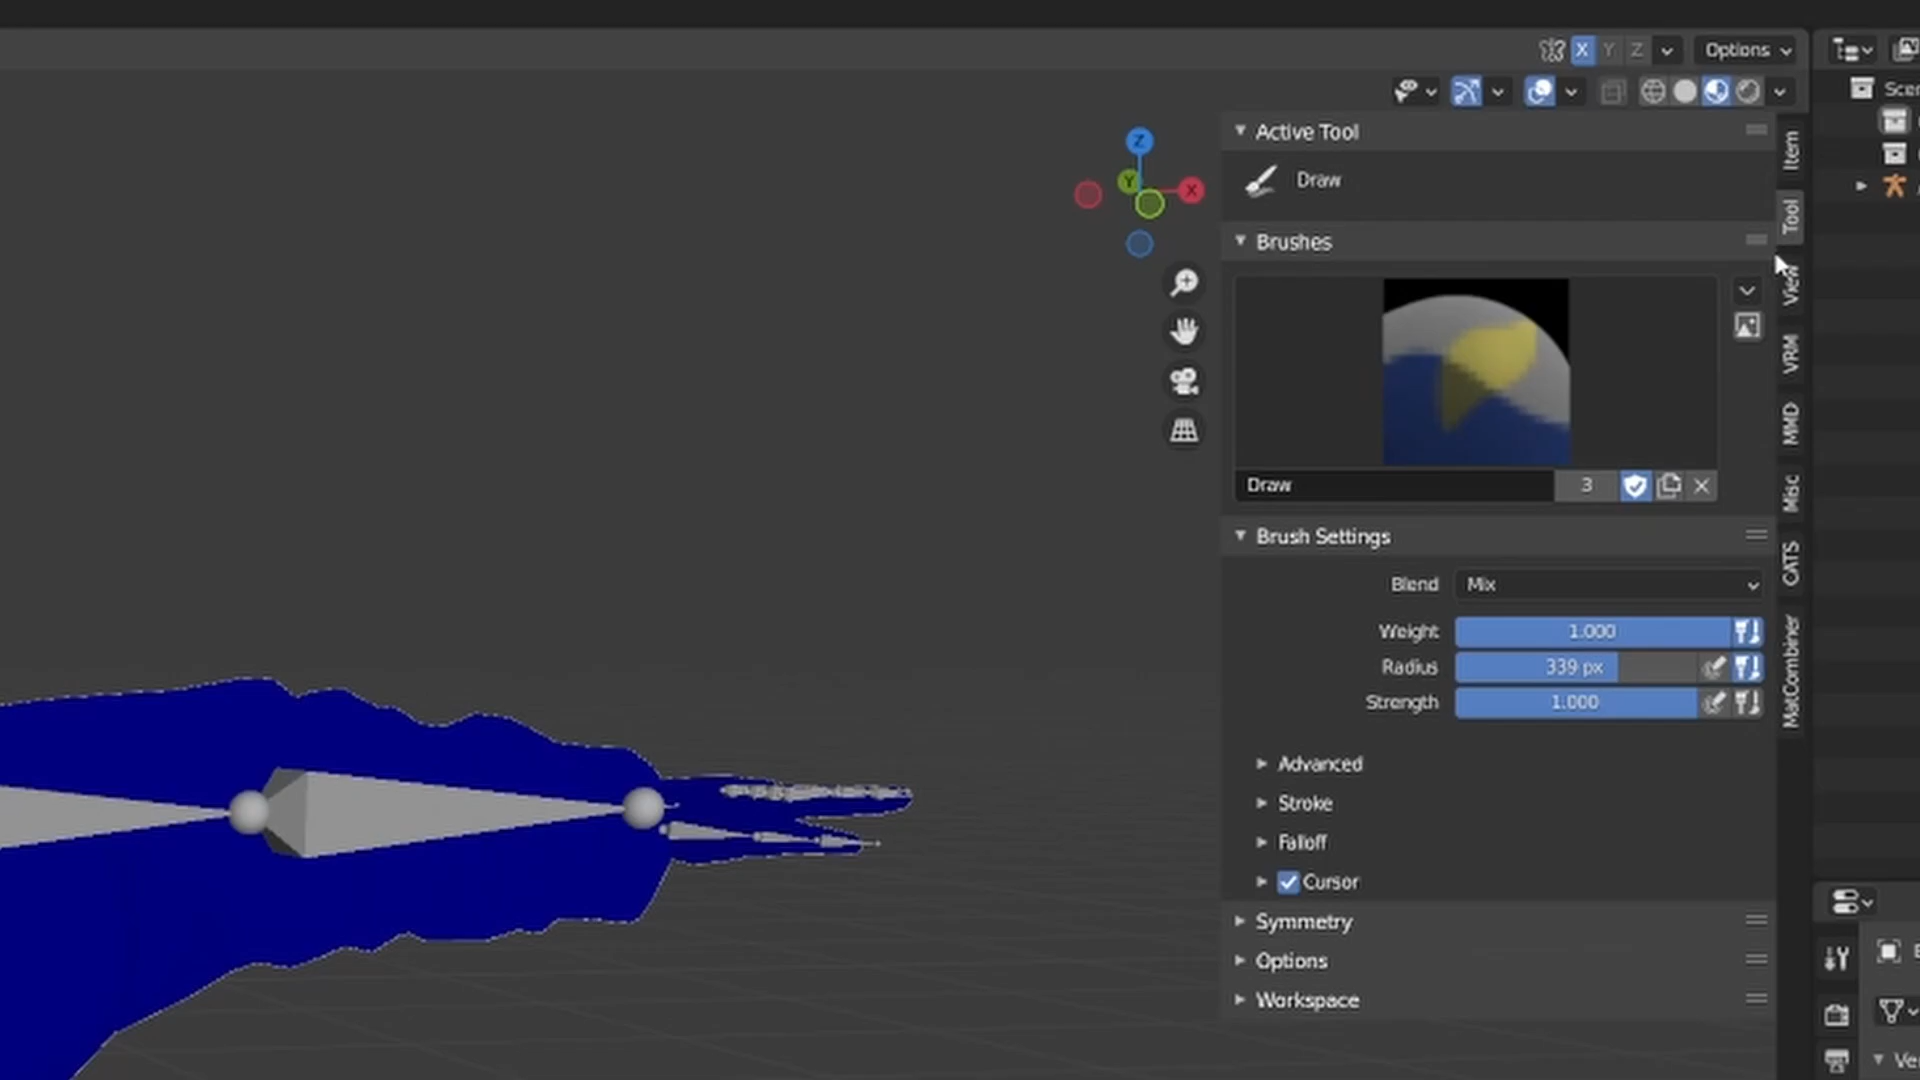 X Y Z
Options
Active Tool
Item
Draw
Z
Y
X
Tool
Brushes
View
VRM
MMD
Misc
Draw
3
CATS
Brush Settings
Blend
Mix
Weight
1.000
Radius
339 px
Strength
1.000
MatCombiner
Advanced
Stroke
Falloff
Cursor
Symmetry
Options
Workspace